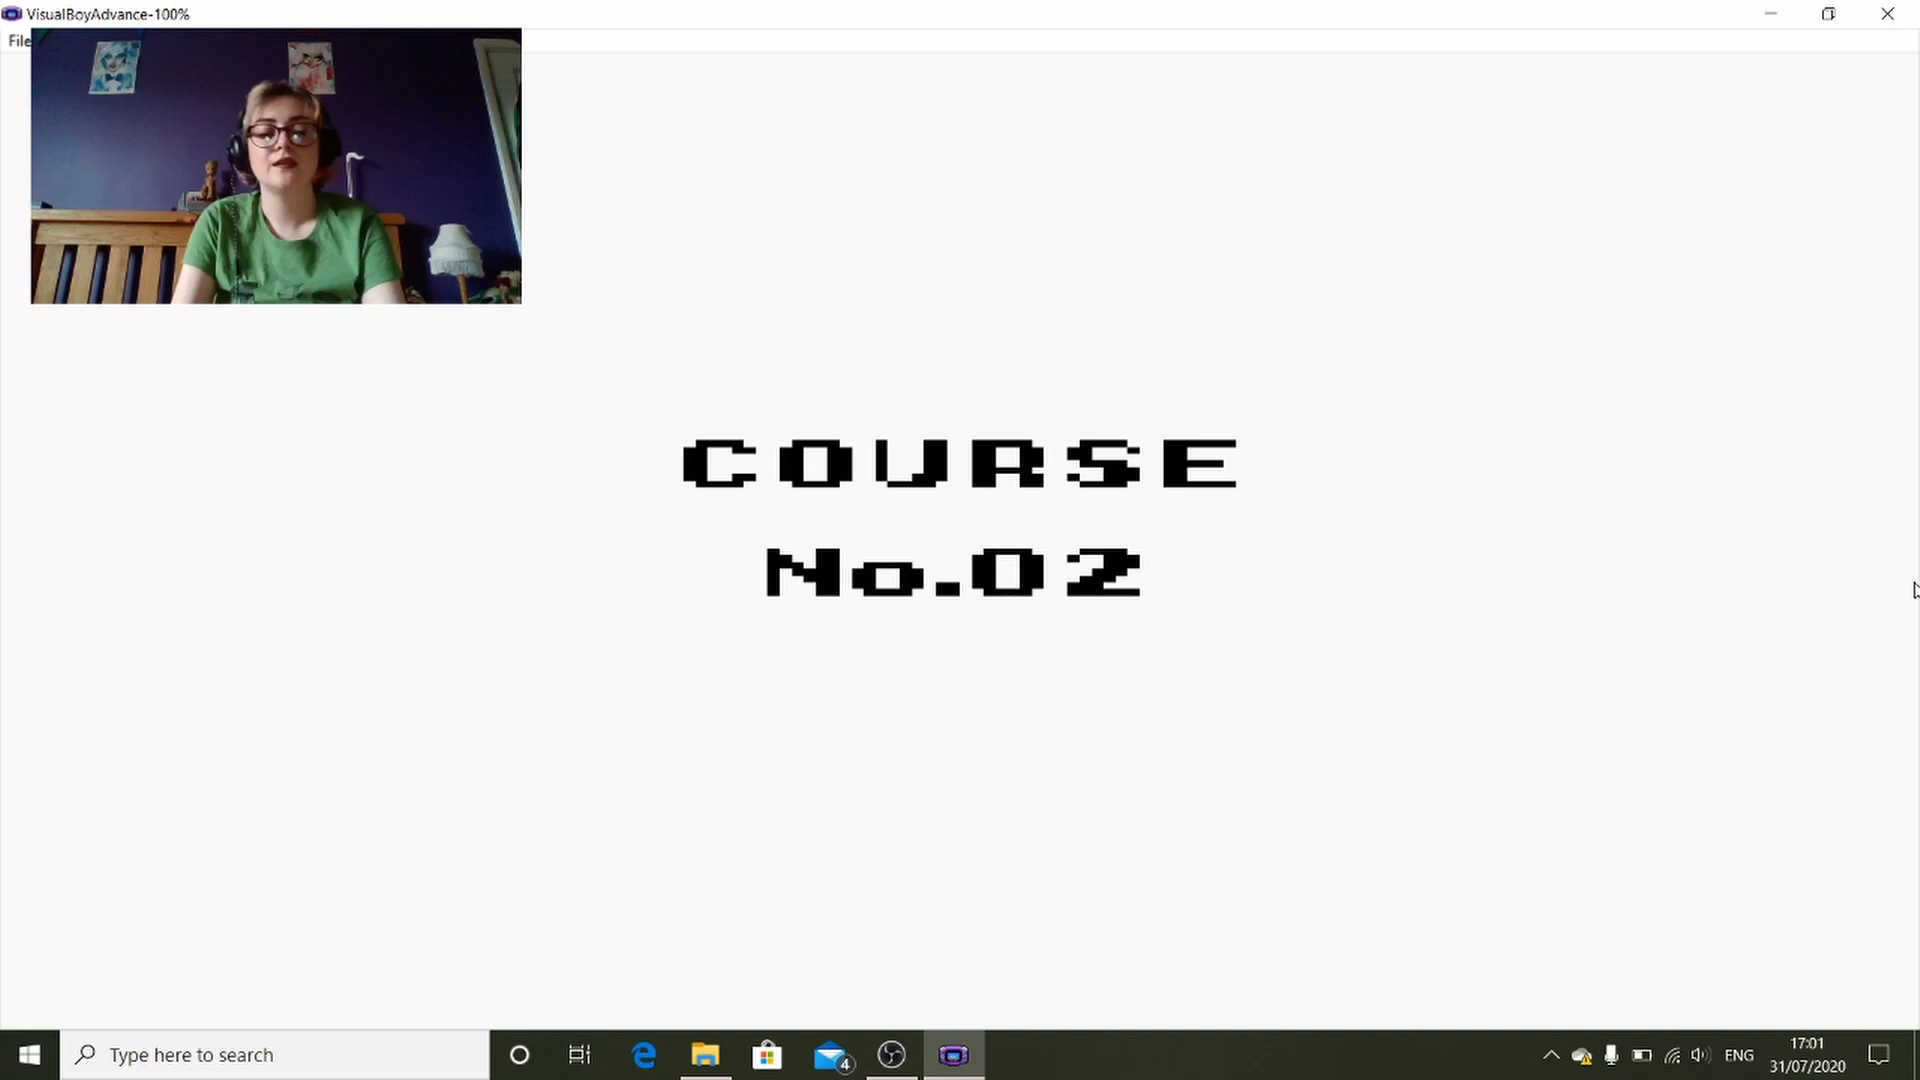 VisualBoyAdvance-100%
File
COURSE
No.02
Type here to search
4
ENG
17:01
31/07/2020